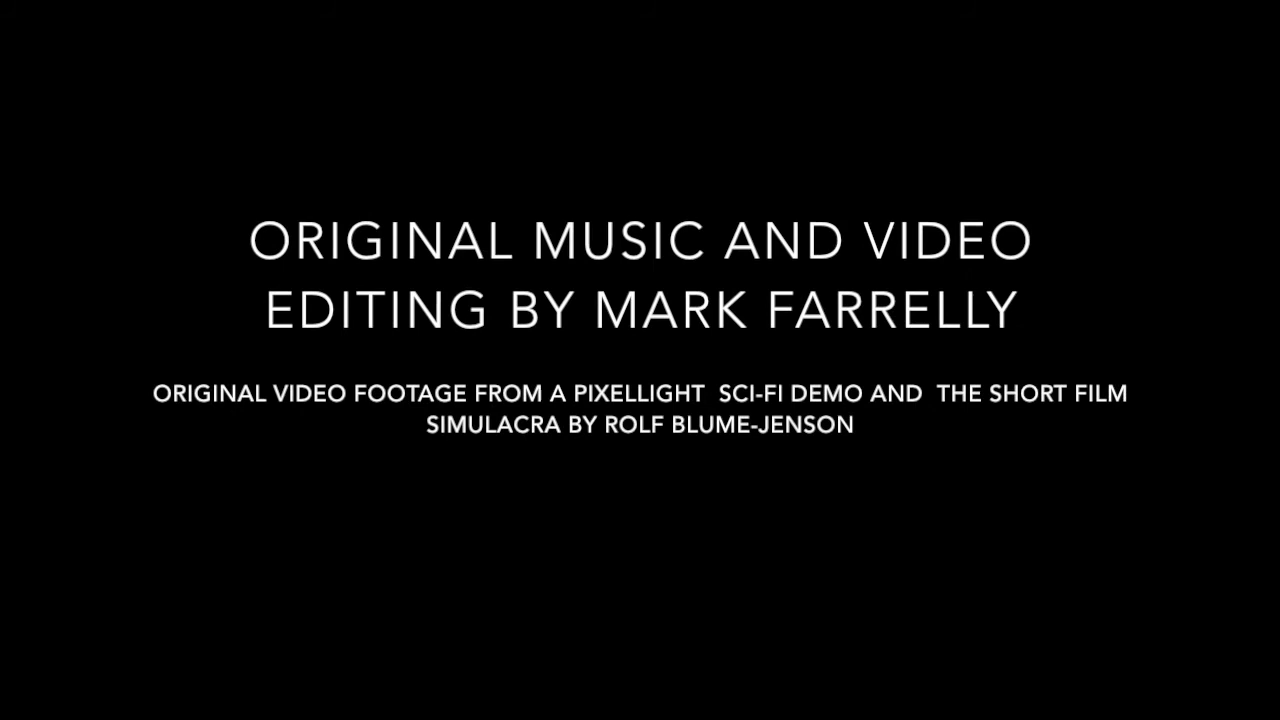 ORIGINAL MUSIC AND VIDEO
EDITING BY MARK FARRELLY
ORIGINAL VIDEO FOOTAGE FROM A PIXELLIGHT  SCI-FI DEMO AND  THE SHORT FILM
SIMULACRA BY ROLF BLUME-JENSON